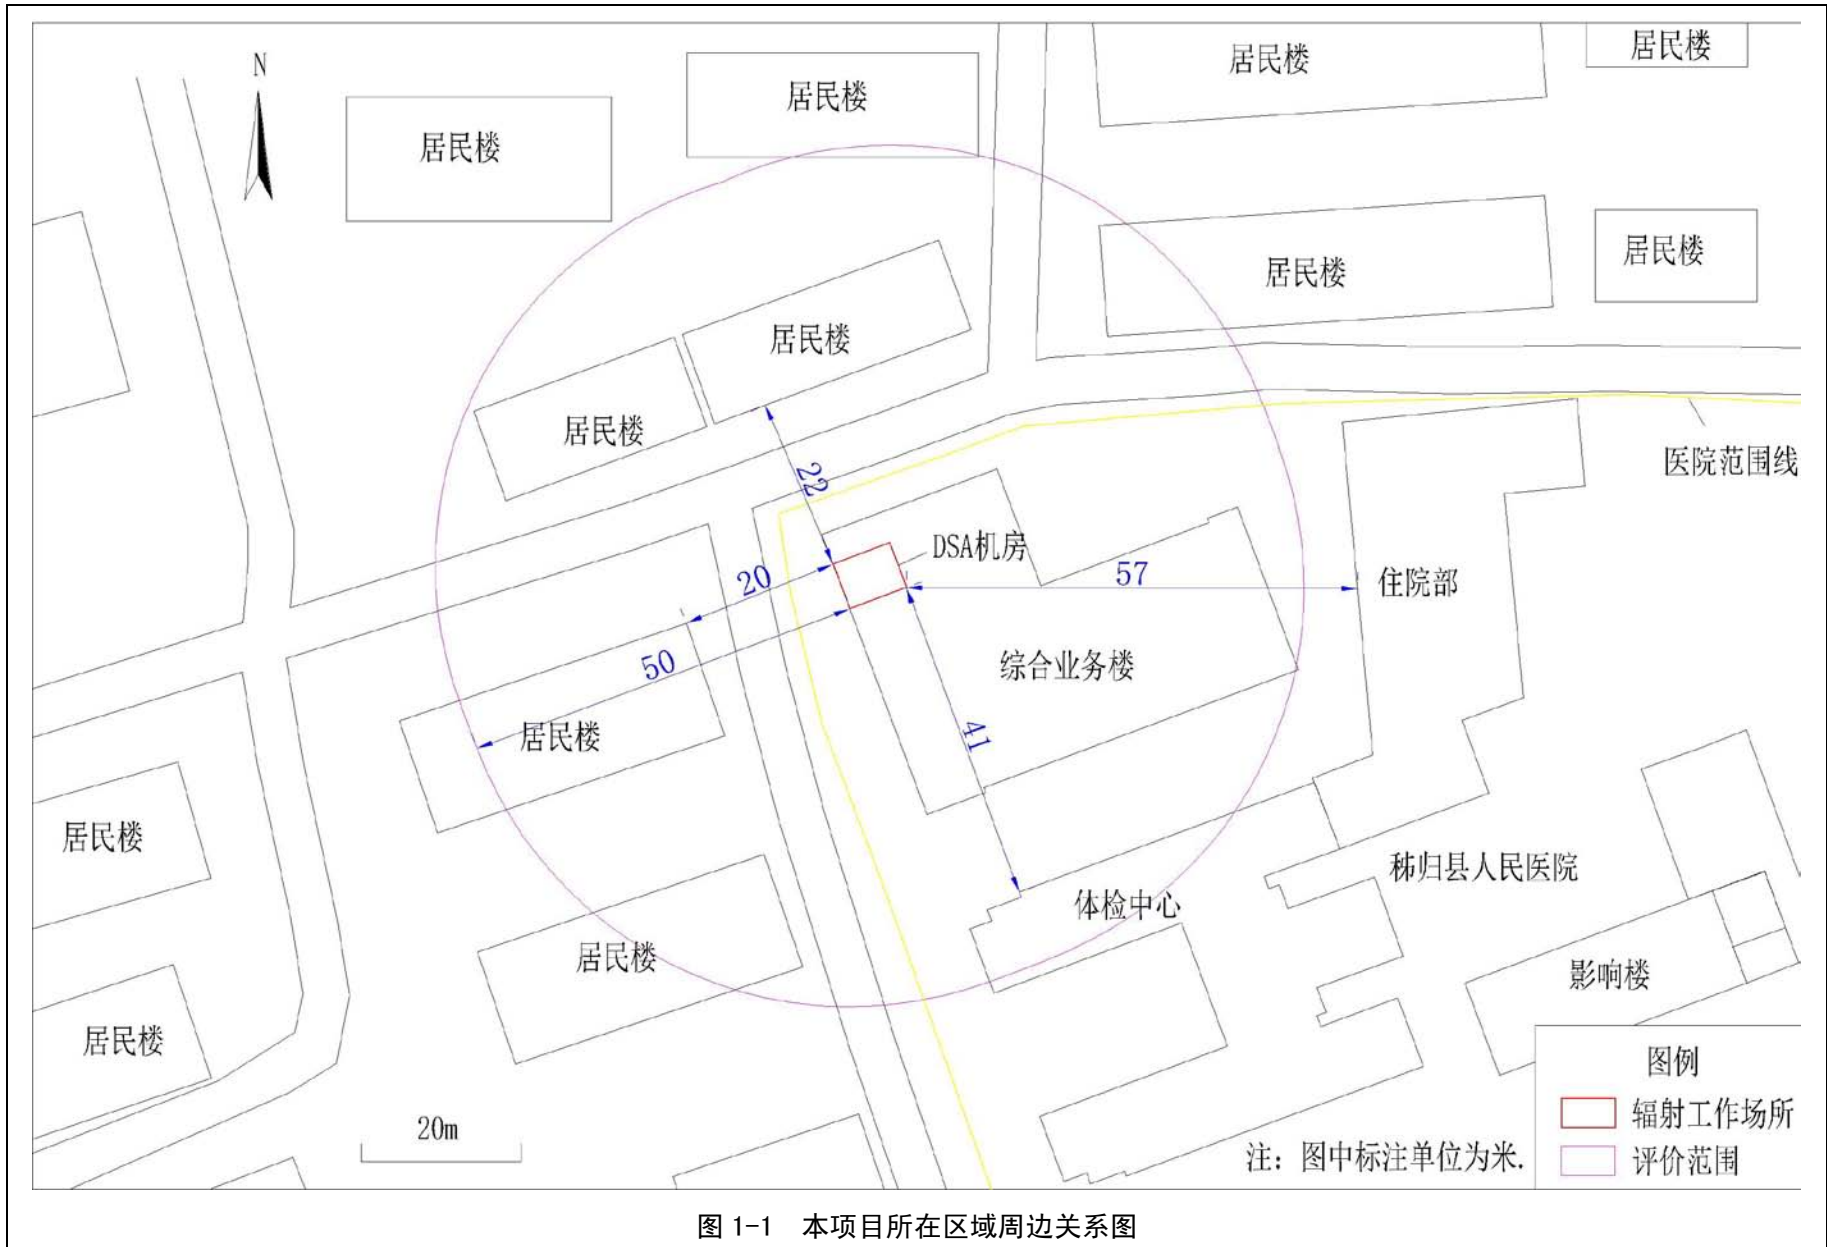 N
居民楼
居民楼
居民楼
居民楼
居民楼
居民楼
居民楼
居民楼
22
医院范围线
DSA机房
20
57
住院部
50
综合业务楼
41
居民楼
居民楼
秭归县人民医院
体检中心
居民楼
影响楼
居民楼
20m
图例
辐射工作场所
评价范围
注: 图中标注单位为米.
图 1-1 本项目所在区域周边关系图